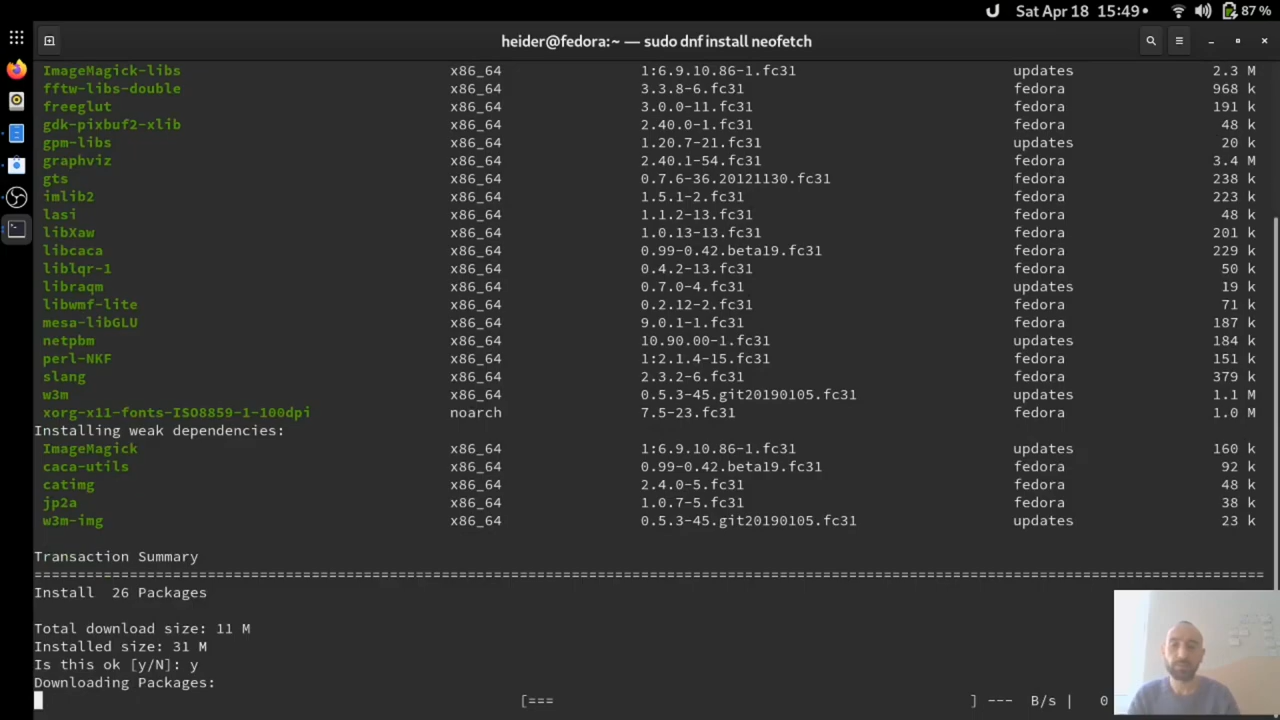 Sat Apr 18 15:49
87 %
heider@fedora:~ — sudo dnf install neofetch
ImageMagick-libs x86_64 1:6.9.10.86-1.fc31 updates 2.3 M
fftw-libs-double x86_64 3.3.8-6.fc31 fedora 968 k
freeglut x86_64 3.0.0-11.fc31 fedora 191 k
gdk-pixbuf2-xlib x86_64 2.40.0-1.fc31 fedora 48 k
gpm-libs x86_64 1.20.7-21.fc31 updates 20 k
graphviz x86_64 2.40.1-54.fc31 fedora 3.4 M
gts x86_64 0.7.6-36.20121130.fc31 fedora 238 k
imlib2 x86_64 1.5.1-2.fc31 fedora 223 k
lasi x86_64 1.1.2-13.fc31 fedora 48 k
libXaw x86_64 1.0.13-13.fc31 fedora 201 k
libcaca x86_64 0.99-0.42.beta19.fc31 fedora 229 k
liblqr-1 x86_64 0.4.2-13.fc31 fedora 50 k
libraqm x86_64 0.7.0-4.fc31 updates 19 k
libwmf-lite x86_64 0.2.12-2.fc31 fedora 71 k
mesa-libGLU x86_64 9.0.1-1.fc31 fedora 187 k
netpbm x86_64 10.90.00-1.fc31 updates 184 k
perl-NKF x86_64 1:2.1.4-15.fc31 fedora 151 k
slang x86_64 2.3.2-6.fc31 fedora 379 k
w3m x86_64 0.5.3-45.git20190105.fc31 updates 1.1 M
xorg-x11-fonts-ISO8859-1-100dpi noarch 7.5-23.fc31 fedora 1.0 M
Installing weak dependencies:
ImageMagick x86_64 1:6.9.10.86-1.fc31 updates 160 k
caca-utils x86_64 0.99-0.42.beta19.fc31 fedora 92 k
catimg x86_64 2.4.0-5.fc31 fedora 48 k
jp2a x86_64 1.0.7-5.fc31 fedora 38 k
w3m-img x86_64 0.5.3-45.git20190105.fc31 updates 23 k
Transaction Summary
================================================================================
Install 26 Packages
Total download size: 11 M
Installed size: 31 M
Is this ok [y/N]: y
Downloading Packages:
[=== ] --- B/s | 0